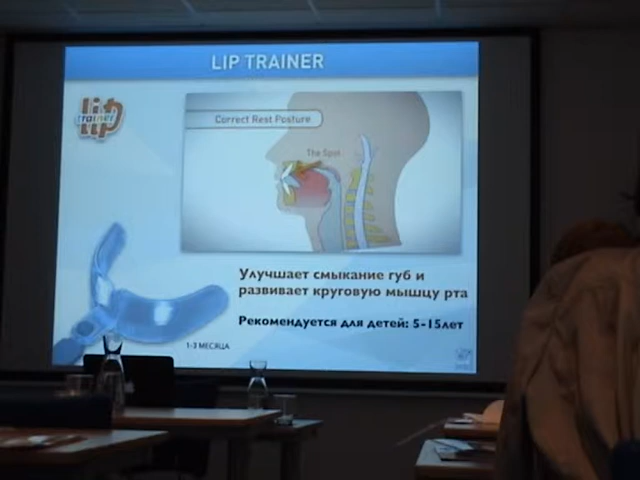 LIP TRAINER
lip
trainer
Correct Rest Posture
The Spot
Улучшает смыкание губ и
развивает круговую мышцу рта
Рекомендуется для детей: 5-15лет
1-3 МЕСЯЦА